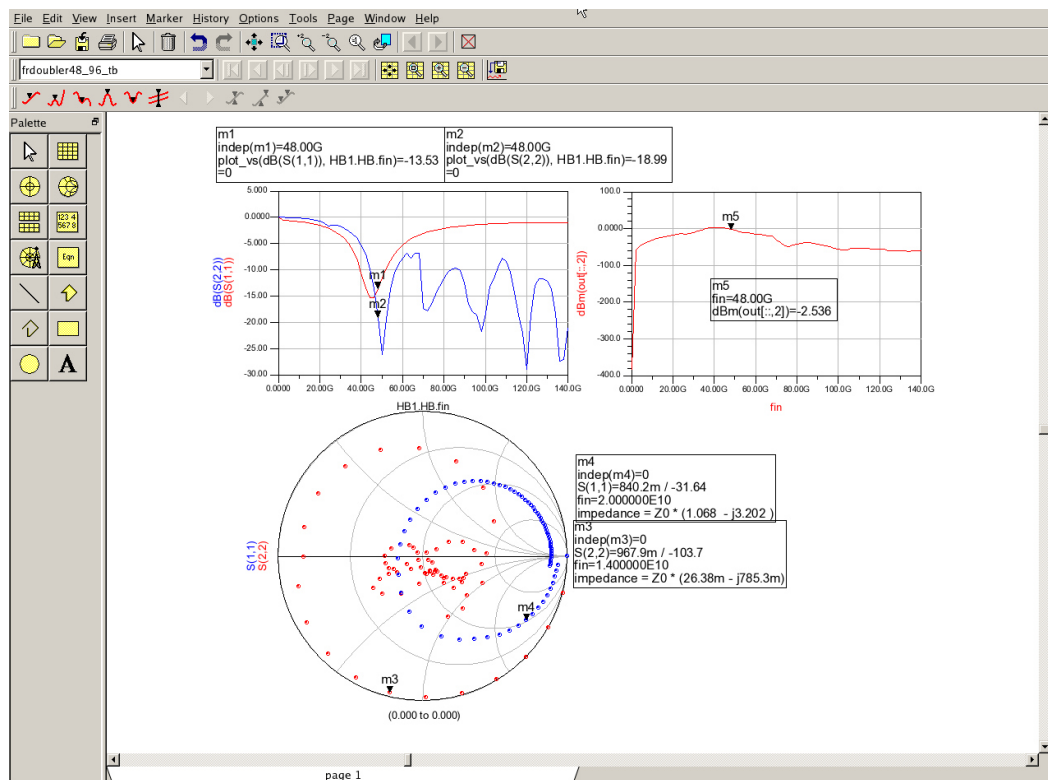 File Edit View Insert Marker History Options Tools Page Window Help
frdoubler48_96_tb
Palette
123 4
567 8
Eqn
A
m1
indep(m1)=48.00G
plot_vs(dB(S(1,1)), HB1.HB.fin)=-13.53
=0
m2
indep(m2)=48.00G
plot_vs(dB(S(2,2)), HB1.HB.fin)=-18.99
=0
5.000
0.0000
-5.000
-10.00
-15.00
-20.00
-25.00
-30.00
dB(S(2,2))
dB(S(1,1))
m1
m2
0.0000 20.00G 40.00G 60.00G 80.00G 100.0G 120.0G 140.0G
HB1.HB.fin
100.0
0.0000
-100.0
-200.0
-300.0
-400.0
dBm(out[::,2])
m5
m5
fin=48.00G
dBm(out[::,2])=-2.536
0.0000 20.00G 40.00G 60.00G 80.00G 100.0G 120.0G 140.0G
fin
S(1,1)
S(2,2)
m4
m3
(0.000 to 0.000)
m4
indep(m4)=0
S(1,1)=840.2m / -31.64
fin=2.000000E10
impedance = Z0 * (1.068 - j3.202 )
m3
indep(m3)=0
S(2,2)=967.9m / -103.7
fin=1.400000E10
impedance = Z0 * (26.38m - j785.3m)
page 1